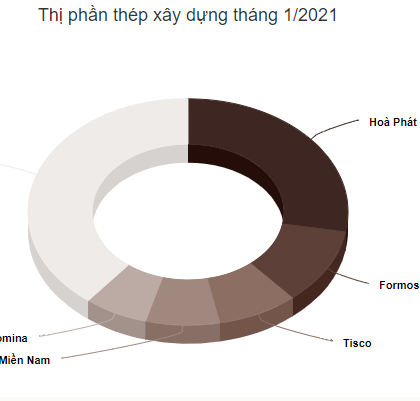 Thị phần thép xây dựng tháng 1/2021
Hoà Phát
Formos
Tisco
Miền Nam
omina